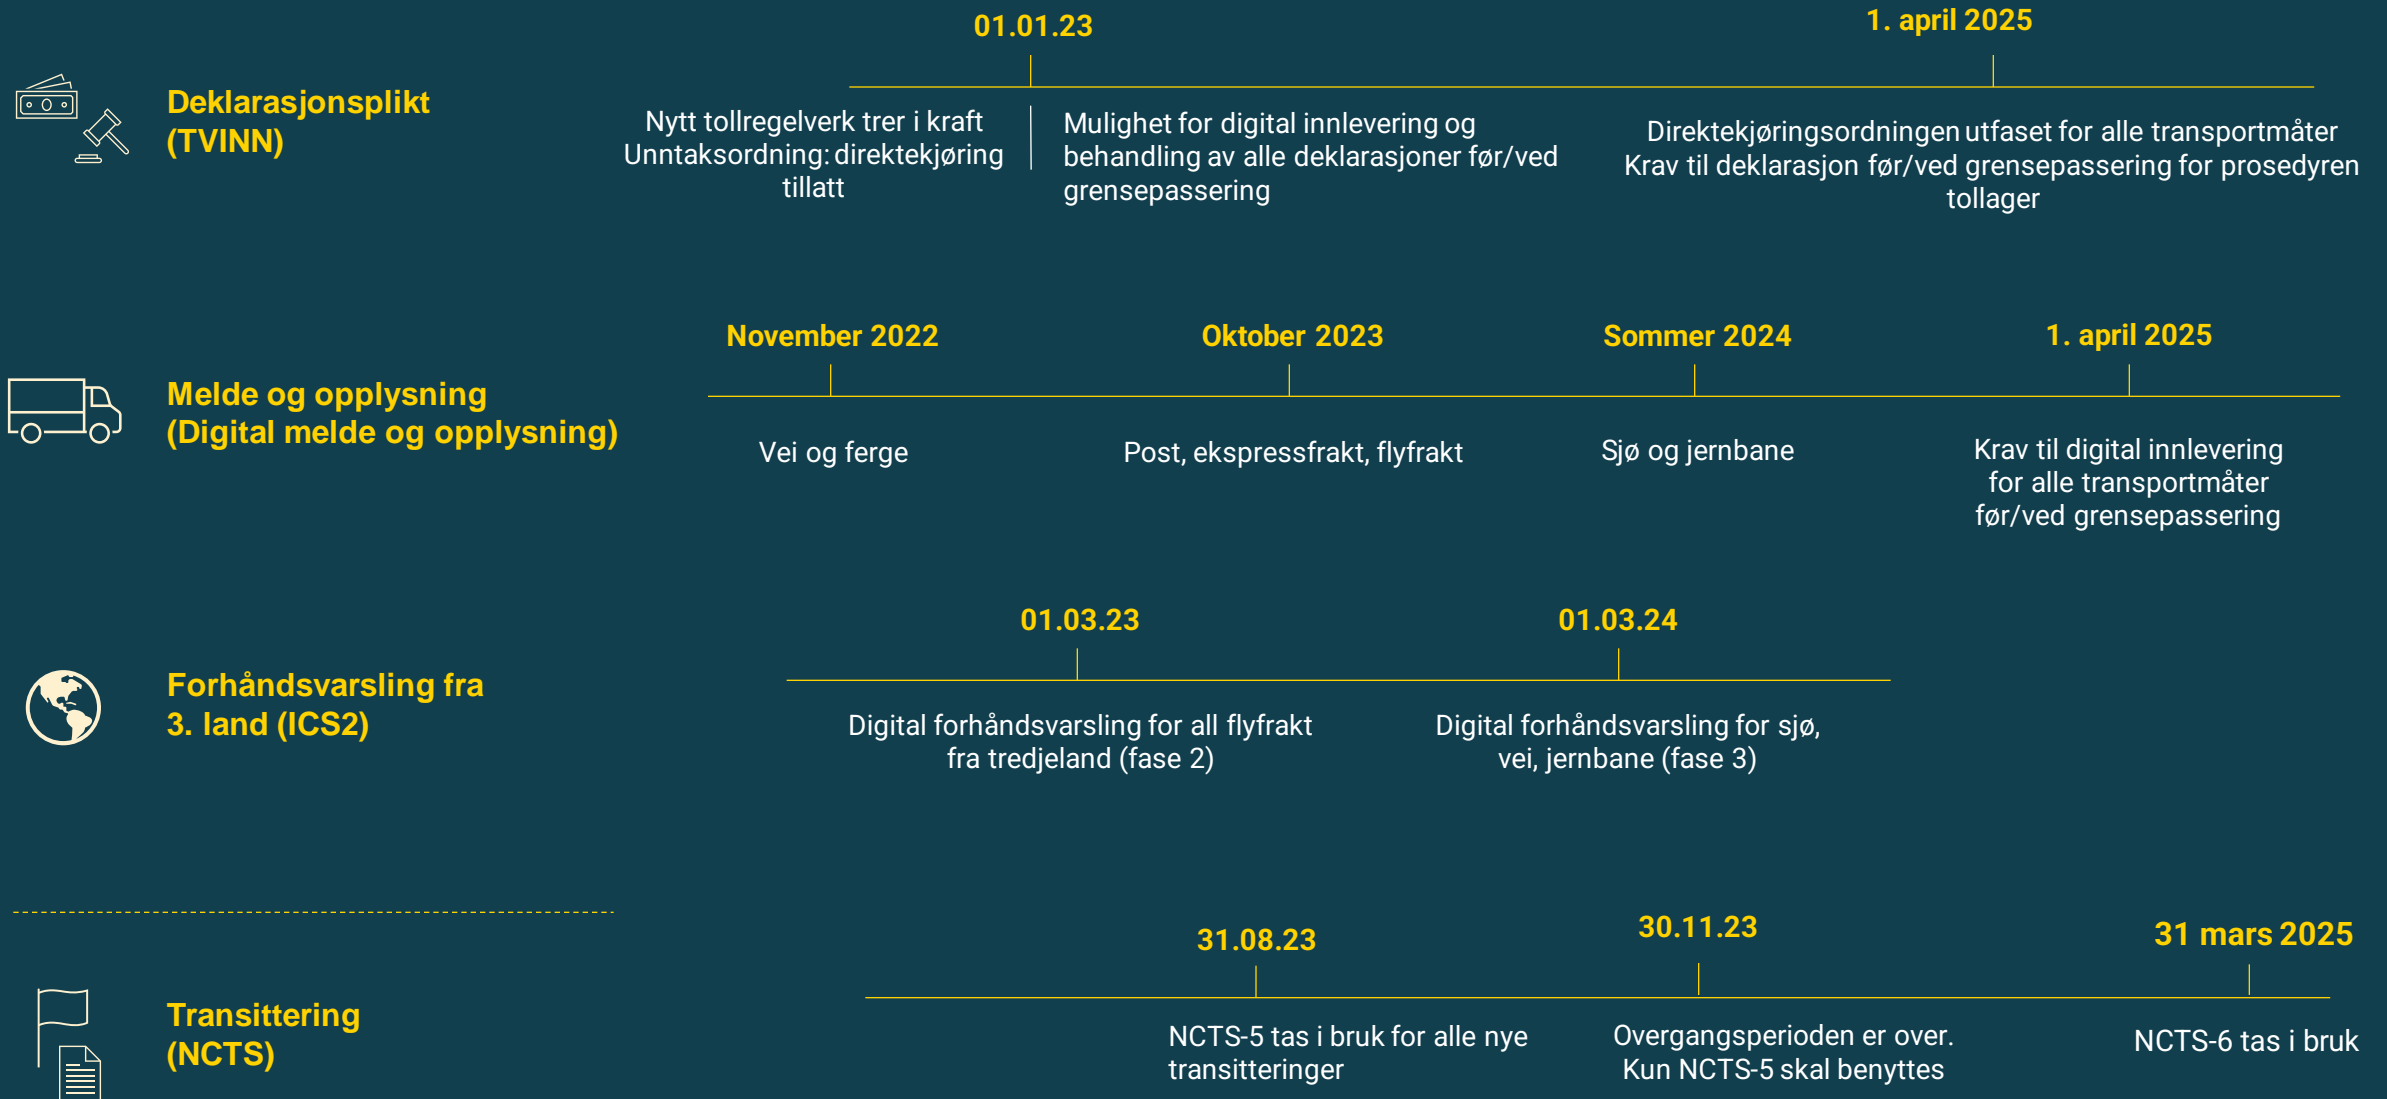 01.01.23
1. april 2025
Deklarasjonsplikt
(TVINN)
Nytt tollregelverk trer i kraft
Unntaksordning: direktekjøring
tillatt
Mulighet for digital innlevering og
behandling av alle deklarasjoner før/ved
grensepassering
Direktekjøringsordningen utfaset for alle transportmåter
Krav til deklarasjon før/ved grensepassering for prosedyren
tollager
November 2022
Oktober 2023
Sommer 2024
1. april 2025
Melde og opplysning
(Digital melde og opplysning)
Vei og ferge
Post, ekspressfrakt, flyfrakt
Sjø og jernbane
Krav til digital innlevering
for alle transportmåter
før/ved grensepassering
01.03.23
01.03.24
Forhåndsvarsling fra
3. land (ICS2)
Digital forhåndsvarsling for all flyfrakt
fra tredjeland (fase 2)
Digital forhåndsvarsling for sjø,
vei, jernbane (fase 3)
31.08.23
30.11.23
31 mars 2025
Transittering
(NCTS)
NCTS-5 tas i bruk for alle nye
transitteringer
Overgangsperioden er over.
Kun NCTS-5 skal benyttes
NCTS-6 tas i bruk